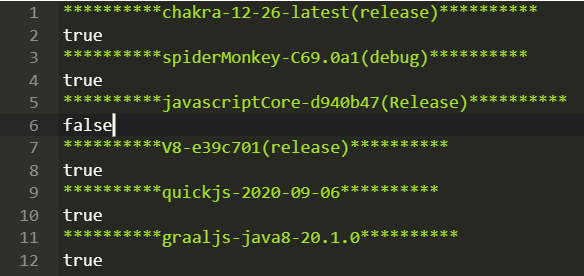 1 **********chakra-12-26-latest(release)**********
2 true
3 **********spiderMonkey-C69.0a1(debug)**********
4 true
5 **********javascriptCore-d940b47(Release)**********
6 false
7 **********V8-e39c701(release)**********
8 true
9 **********quickjs-2020-09-06**********
10 true
11 **********graaljs-java8-20.1.0**********
12 true